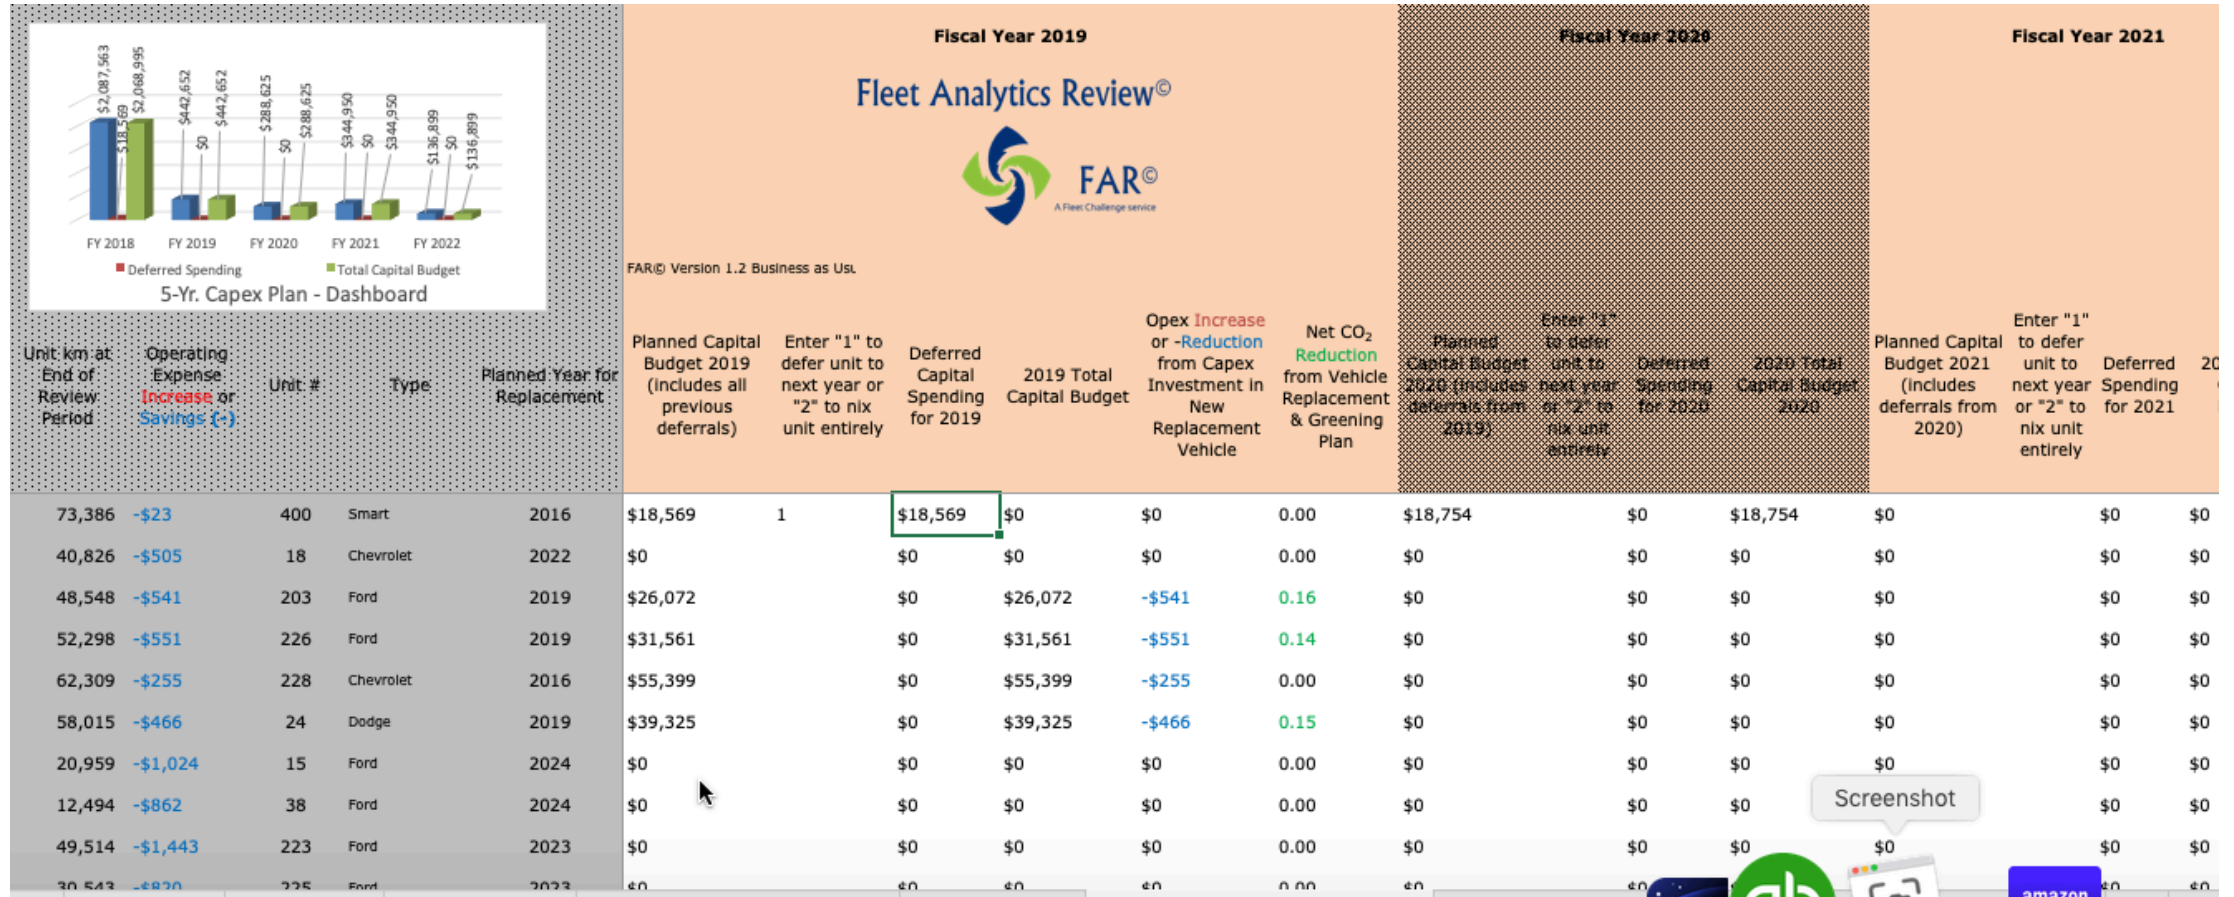 $2,087,563
$18,569
$2,068,995
$442,652
$0
$442,652
$288,625
$0
$288,625
$344,950
$0
$344,950
$136,899
$0
$136,899
FY 2018 FY 2019 FY 2020 FY 2021 FY 2022
Deferred Spending Total Capital Budget
5-Yr. Capex Plan - Dashboard
Fiscal Year 2019
Fiscal Year 2020
Fiscal Year 2021
Fleet Analytics Review©
FAR©
A Fleet Challenge service
FAR© Version 1.2 Business as Usu
Unit km at
End of
Review
Period
Operating
Expense
Increase or
Savings (-)
Unit #
Type
Planned Year for
Replacement
Planned Capital
Budget 2019
(includes all
previous
deferrals)
Enter "1" to
defer unit to
next year or
"2" to nix
unit entirely
Deferred
Capital
Spending
for 2019
2019 Total
Capital Budget
Opex Increase
or -Reduction
from Capex
Investment in
New
Replacement
Vehicle
Net CO2
Reduction
from Vehicle
Replacement
& Greening
Plan
Planned
Capital Budget
2020 (includes
deferrals from
2019)
Enter "1"
to defer
unit to
next year
or "2" to
nix unit
entirely
Deferred
Spending
for 2020
2020 Total
Capital Budget
2020
Planned Capital
Budget 2021
(includes
deferrals from
2020)
Enter "1"
to defer
unit to
next year
or "2" to
nix unit
entirely
Deferred
Spending
for 2021
20
73,386 -$23 400 Smart 2016 $18,569 1 $18,569 $0 $0 0.00 $18,754 $0 $18,754 $0 $0 $0
40,826 -$505 18 Chevrolet 2022 $0 $0 $0 $0 0.00 $0 $0 $0 $0 $0 $0
48,548 -$541 203 Ford 2019 $26,072 $0 $26,072 -$541 0.16 $0 $0 $0 $0 $0 $0
52,298 -$551 226 Ford 2019 $31,561 $0 $31,561 -$551 0.14 $0 $0 $0 $0 $0 $0
62,309 -$255 228 Chevrolet 2016 $55,399 $0 $55,399 -$255 0.00 $0 $0 $0 $0 $0 $0
58,015 -$466 24 Dodge 2019 $39,325 $0 $39,325 -$466 0.15 $0 $0 $0 $0 $0 $0
20,959 -$1,024 15 Ford 2024 $0 $0 $0 $0 0.00 $0 $0 $0 $0 $0 $0
12,494 -$862 38 Ford 2024 $0 $0 $0 $0 0.00 $0 $0 $0 $0 $0
49,514 -$1,443 223 Ford 2023 $0 $0 $0 $0 0.00 $0 $0 $0 $0 $0 $0
30,543 -$820 225 Ford 2023 $0 $0 $0 $0 0.00 $0 $0 $0 $0
Screenshot
qb
amazon